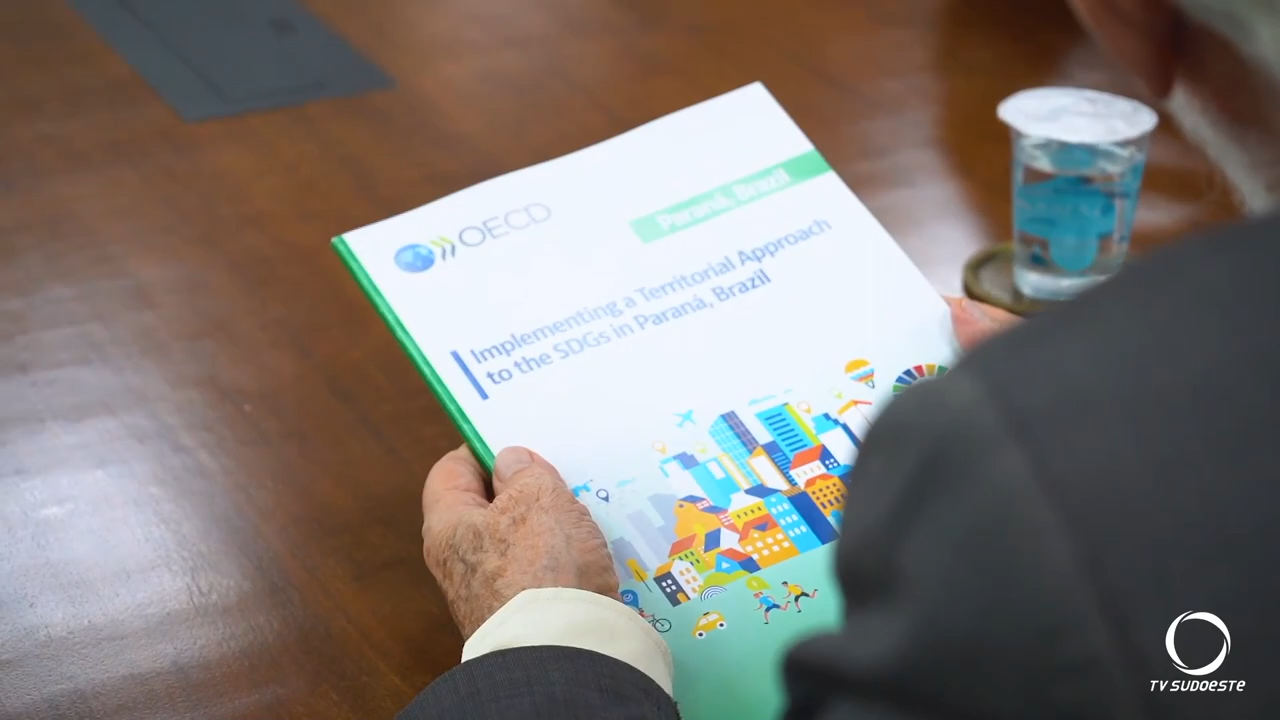 OECD
Paraná, Brazil
Implementing a Territorial Approach
to the SDGs in Paraná, Brazil
TV SUDOESTE